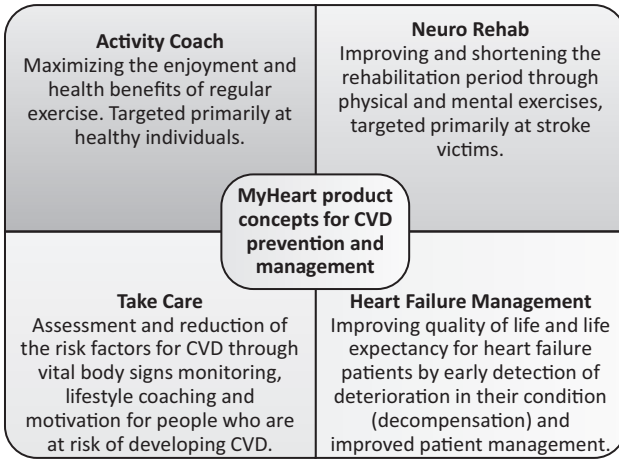 Activity Coach
Maximizing the enjoyment and
health benefits of regular
exercise. Targeted primarily at
healthy individuals.
Neuro Rehab
Improving and shortening the
rehabilitation period through
physical and mental exercises,
targeted primarily at stroke
victims.
MyHeart product
concepts for CVD
prevention and
management
Take Care
Assessment and reduction of
the risk factors for CVD through
vital body signs monitoring,
lifestyle coaching and
motivation for people who are
at risk of developing CVD.
Heart Failure Management
Improving quality of life and life
expectancy for heart failure
patients by early detection of
deterioration in their condition
(decompensation) and
improved patient management.